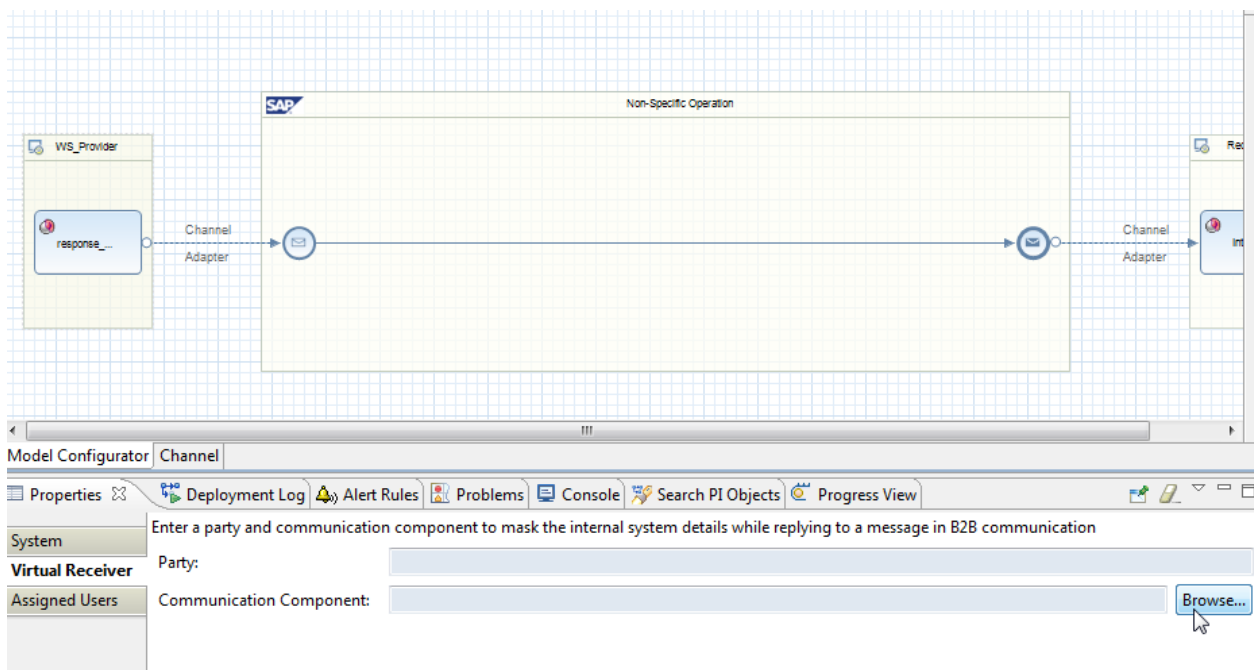 SAP
Non-Specific Operation
WS_Provider
response_...
Channel
Adapter
Channel
Adapter
Model Configurator
Channel
Properties
Deployment Log
Alert Rules
Problems
Console
Search PI Objects
Progress View
Enter a party and communication component to mask the internal system details while replying to a message in B2B communication
System
Virtual Receiver
Assigned Users
Party:
Communication Component:
Browse...